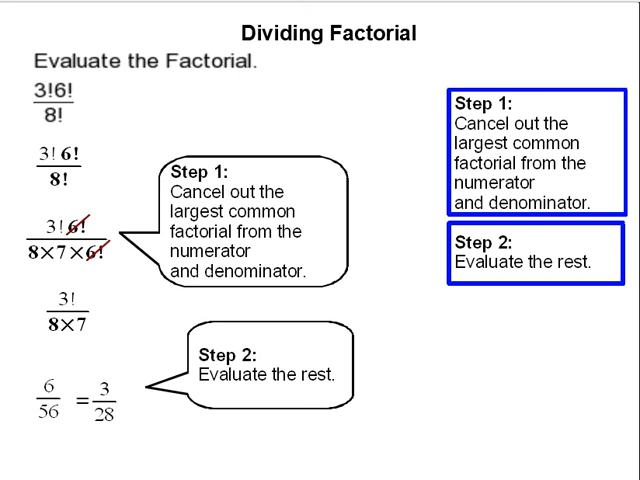 Dividing Factorial
Evaluate the Factorial.
3!6!
8!
3! 6!
8!
3! 6!
8×7×6!
3!
8×7
6
56
=
3
28
Step 1:
Cancel out the
largest common
factorial from the
numerator
and denominator.
Step 2:
Evaluate the rest.
Step 1:
Cancel out the
largest common
factorial from the
numerator
and denominator.
Step 2:
Evaluate the rest.